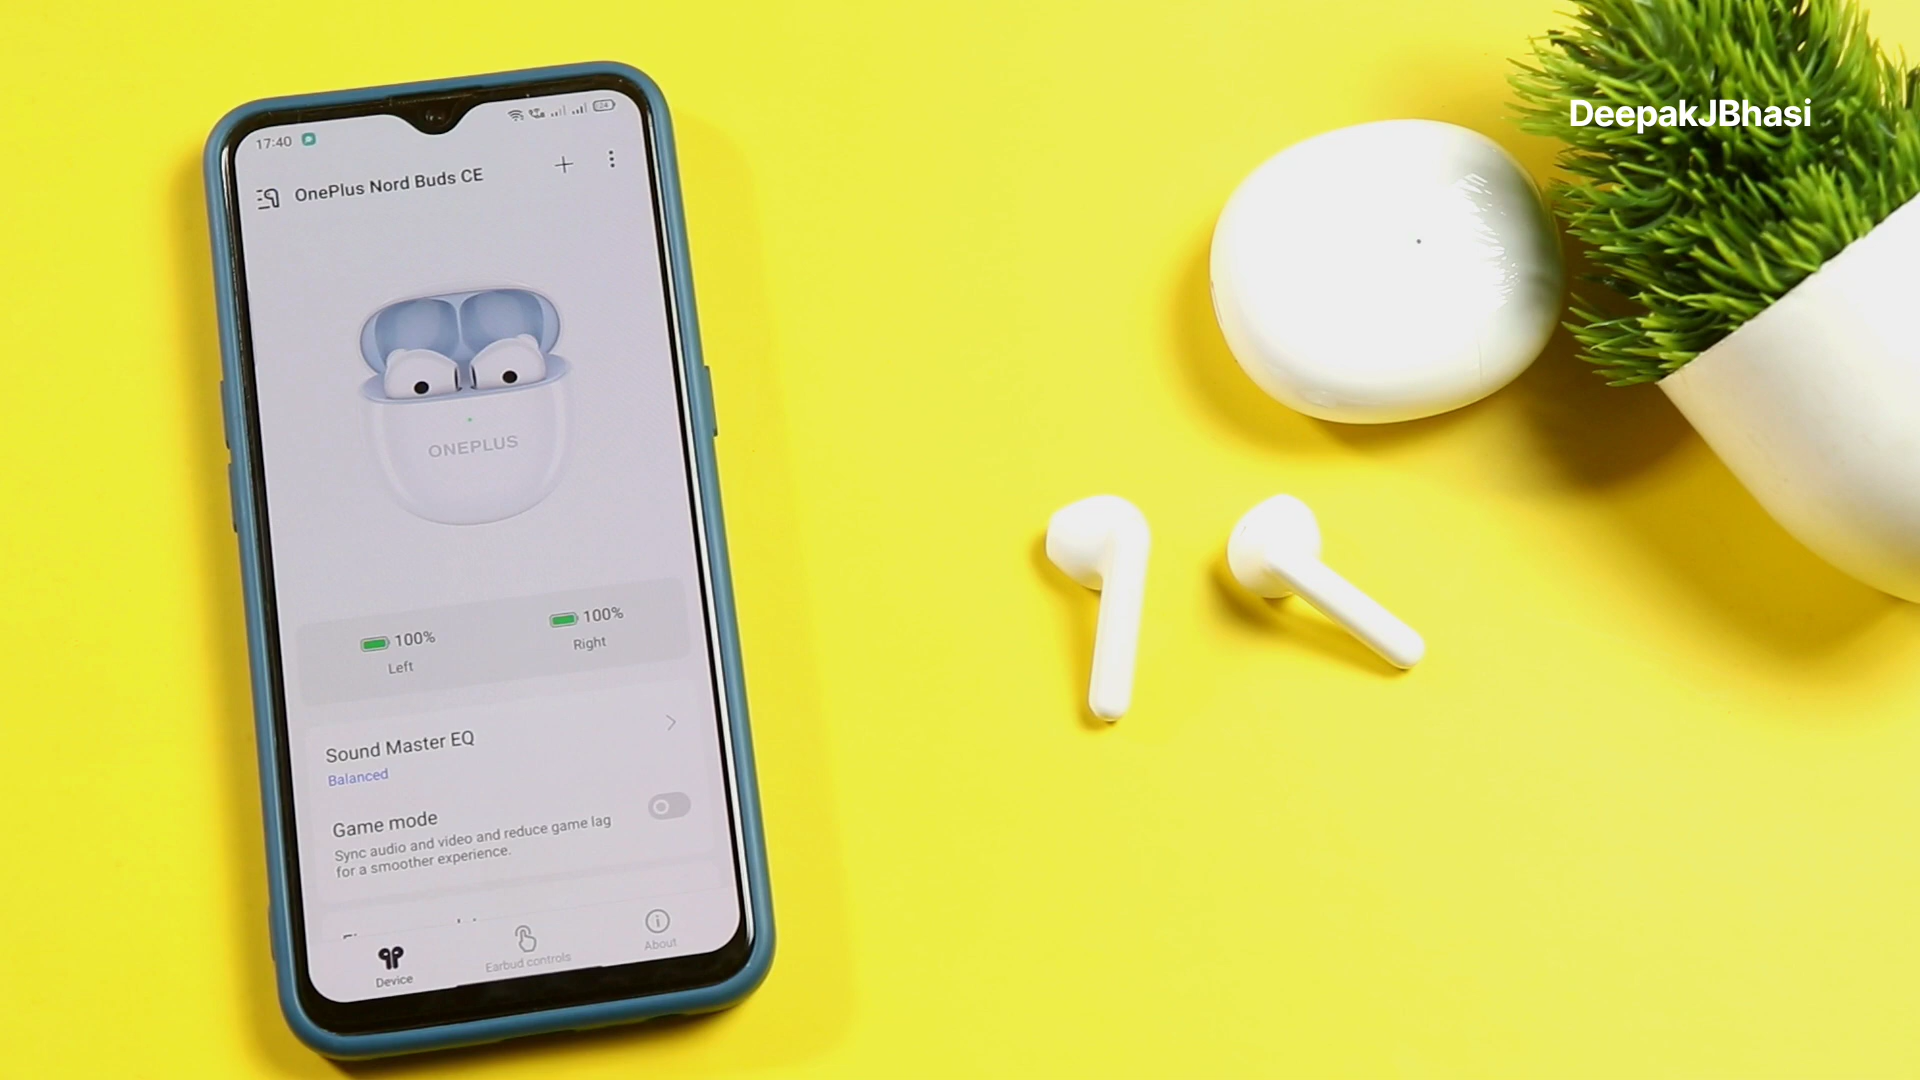 DeepakJBhasi
17:40
OnePlus Nord Buds CE
ONEPLUS
100%
Left
100%
Right
Sound Master EQ
Balanced
Game mode
Sync audio and video and reduce game lag
for a smoother experience.
Device
Earbud controls
About